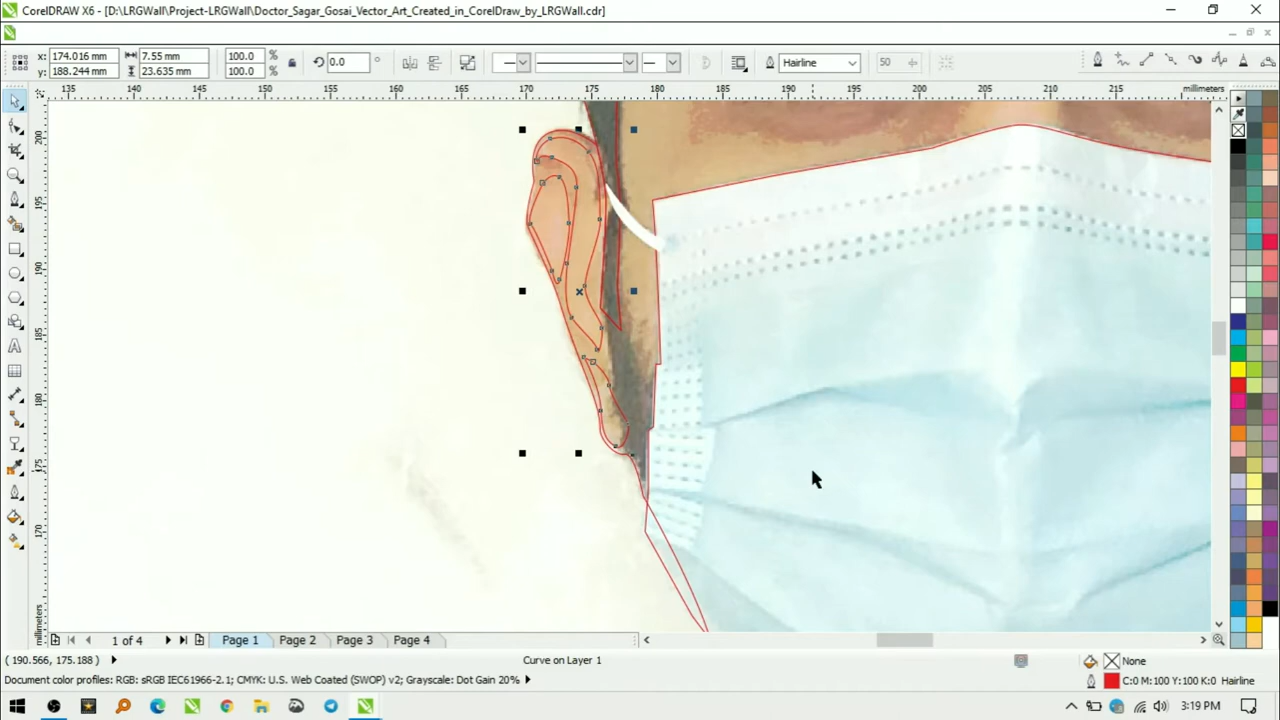 CorelDRAW X6 - [D:\LRGWall\Project-LRGWall\Doctor_Sagar_Gosai_Vector_Art_Created_in_CorelDraw_by_LRGWall.cdr]
x: 174.016 mm 7.55 mm 100.0 % 0.0 ° Hairline 50
y: 188.244 mm 23.635 mm 100.0 %
135 140 145 150 155 160 165 170 175 180 185 190 195 200 205 210 millimeters
200
195
190
185
180
175
170
millimeters
1 of 4 Page 1 Page 2 Page 3 Page 4
(190.566, 175.188) Curve on Layer 1 None
Document color profiles: RGB: sRGB IEC61966-2.1; CMYK: U.S. Web Coated (SWOP) v2; Grayscale: Dot Gain 20% C:0 M:100 Y:100 K:0 Hairline
3:19 PM